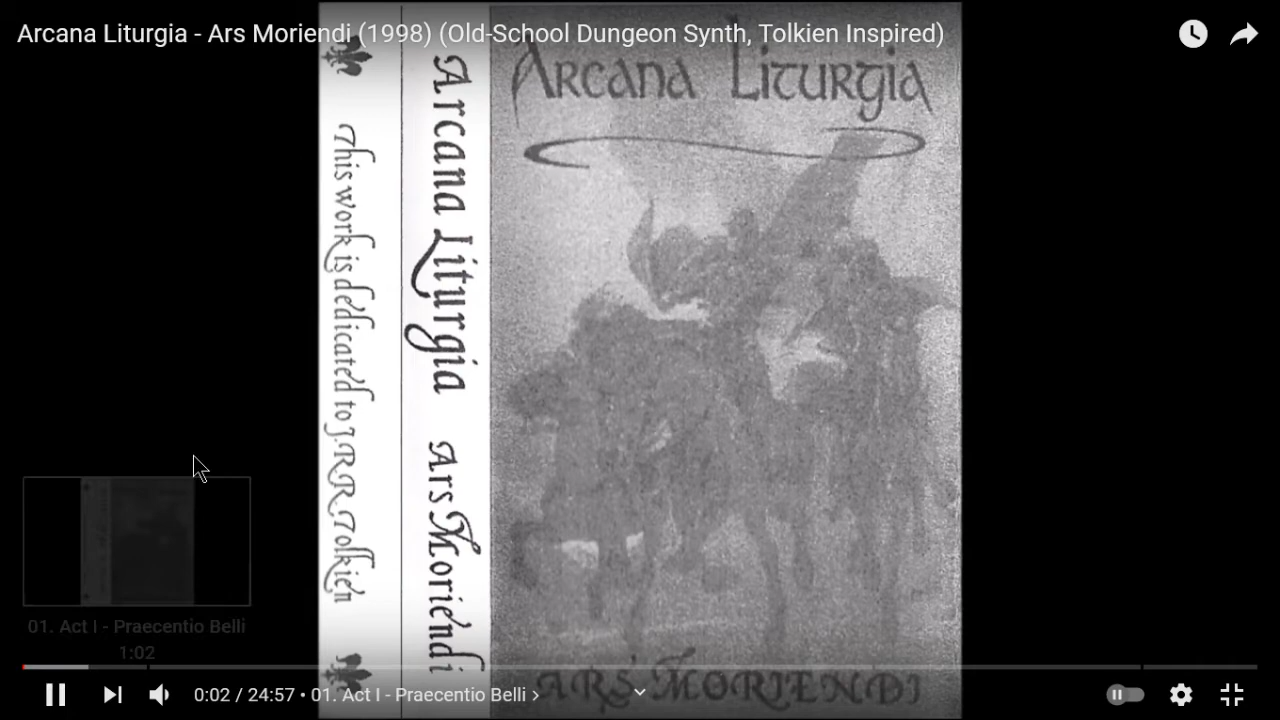 Arcana Liturgia - Ars Moriendi (1998) (Old-School Dungeon Synth, Tolkien Inspired)
This work is dedicated to J.R.R. Tolkien
Arcana Liturgia Ars Moriendi
Arcana Liturgia
ARS MORIENDI
01. Act I - Praecentio Belli
1:02
0:02 / 24:57 • 01. Act I - Praecentio Belli >